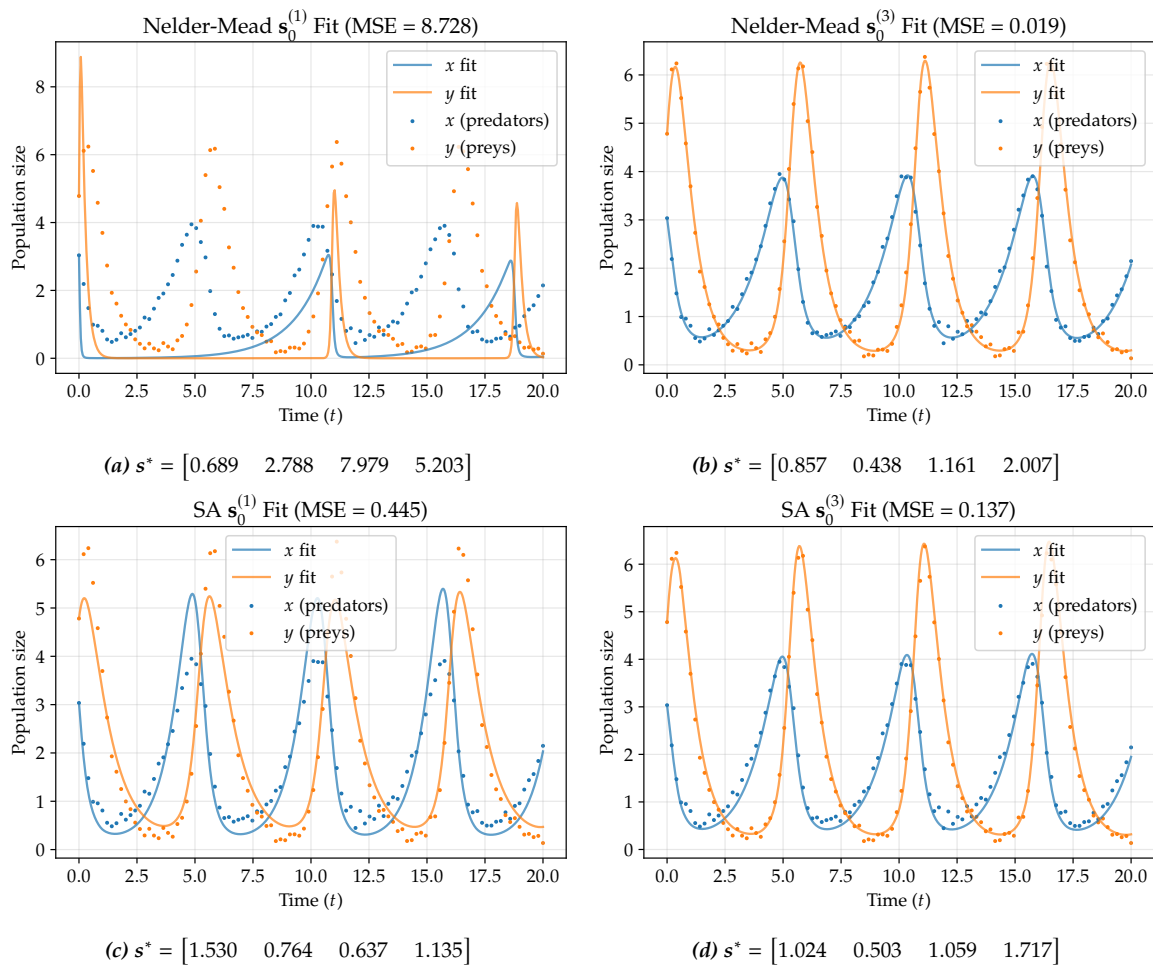 Nelder-Mead s₀⁽¹⁾ Fit (MSE = 8.728)
x fit
y fit
x (predators)
y (preys)
Population size
8
6
4
2
0
0.0 2.5 5.0 7.5 10.0 12.5 15.0 17.5 20.0
Time (t)
(a) s* = [0.689 2.788 7.979 5.203]
Nelder-Mead s₀⁽³⁾ Fit (MSE = 0.019)
x fit
y fit
x (predators)
y (preys)
Population size
6
5
4
3
2
1
0
0.0 2.5 5.0 7.5 10.0 12.5 15.0 17.5 20.0
Time (t)
(b) s* = [0.857 0.438 1.161 2.007]
SA s₀⁽¹⁾ Fit (MSE = 0.445)
x fit
y fit
x (predators)
y (preys)
Population size
6
5
4
3
2
1
0
0.0 2.5 5.0 7.5 10.0 12.5 15.0 17.5 20.0
Time (t)
(c) s* = [1.530 0.764 0.637 1.135]
SA s₀⁽³⁾ Fit (MSE = 0.137)
x fit
y fit
x (predators)
y (preys)
Population size
6
5
4
3
2
1
0
0.0 2.5 5.0 7.5 10.0 12.5 15.0 17.5 20.0
Time (t)
(d) s* = [1.024 0.503 1.059 1.717]